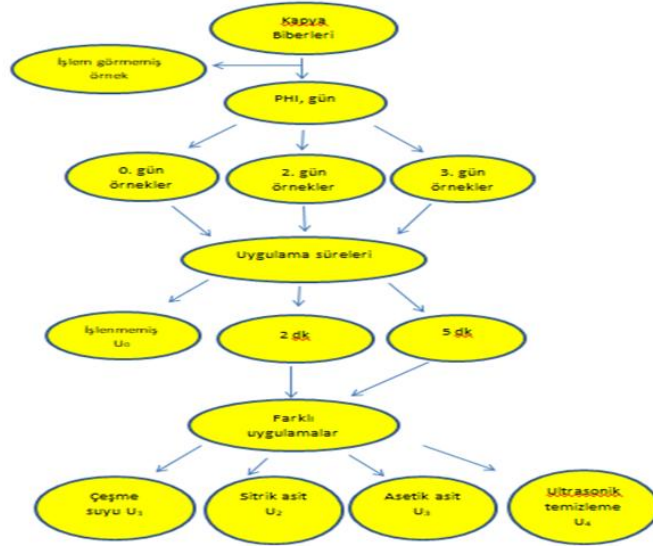 Kapya
Biberleri
İşlem görmemiş
örnek
PHI, gün
0. gün
örnekler
2. gün
örnekler
3. gün
örnekler
Uygulama süreleri
İşlenmemiş
U₀
2 dk
5 dk
Farklı
uygulamalar
Çeşme
suyu U₁
Sitrik asit
U₂
Asetik asit
U₃
Ultrasonik
temizleme
U₄